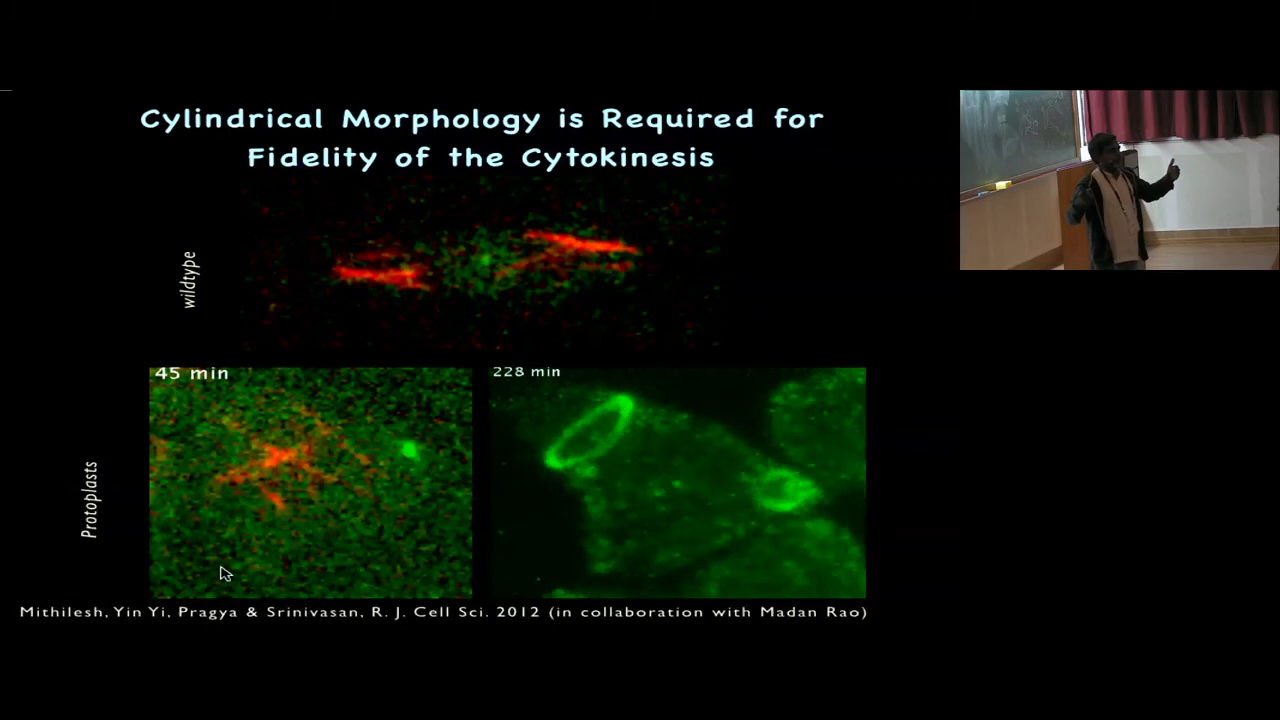 Cylindrical Morphology is Required for
Fidelity of the Cytokinesis
wildtype
45 min
228 min
Protoplasts
Mithilesh, Yin Yi, Pragya & Srinivasan, R. J. Cell Sci. 2012 (in collaboration with Madan Rao)